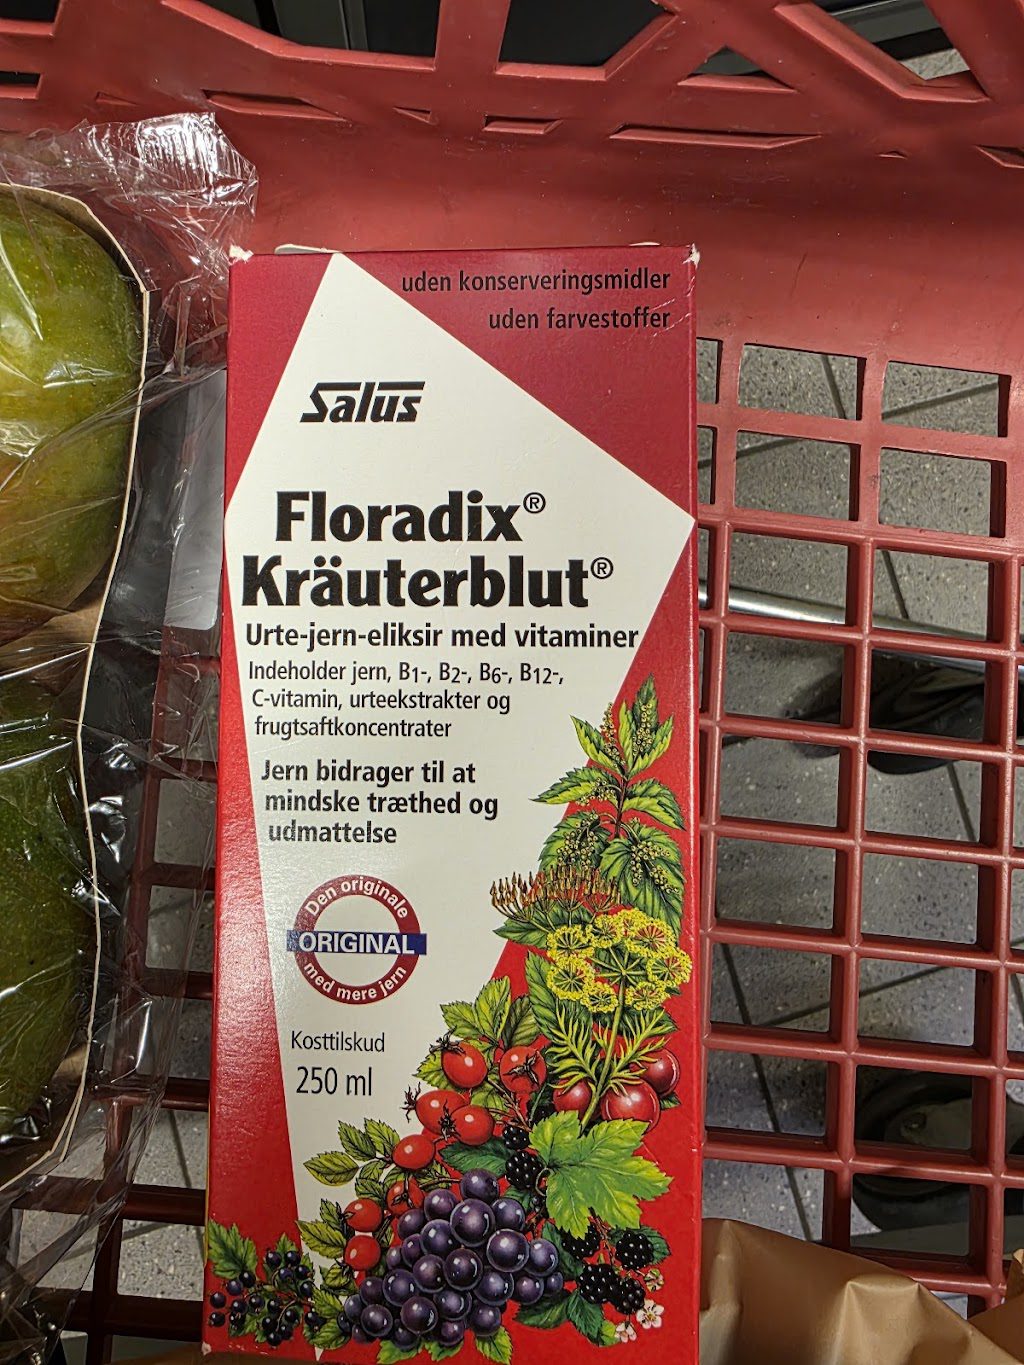 uden konserveringsmidler
uden farvestoffer
Salus
Floradix®
Kräuterblut®
Urte-jern-eliksir med vitaminer
Indeholder jern, B1-, B2-, B6-, B12-,
C-vitamin, urteekstrakter og
frugtsaftkoncentrater
Jern bidrager til at
mindske træthed og
udmattelse
Den originale
ORIGINAL
med mere jern
Kosttilskud
250 ml